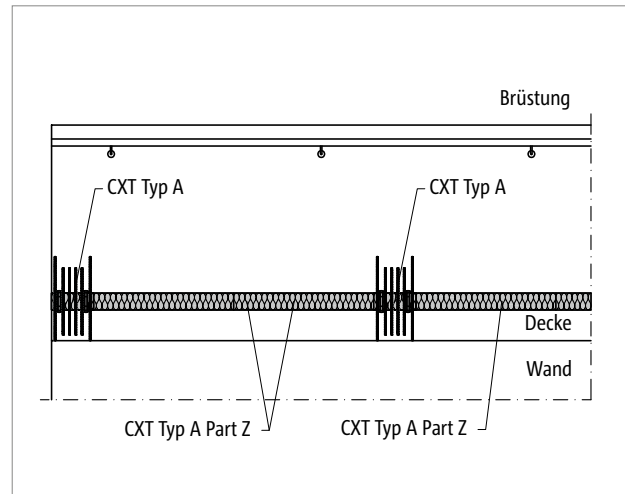 Brüstung
CXT Typ A
CXT Typ A
Decke
Wand
CXT Typ A Part Z
CXT Typ A Part Z